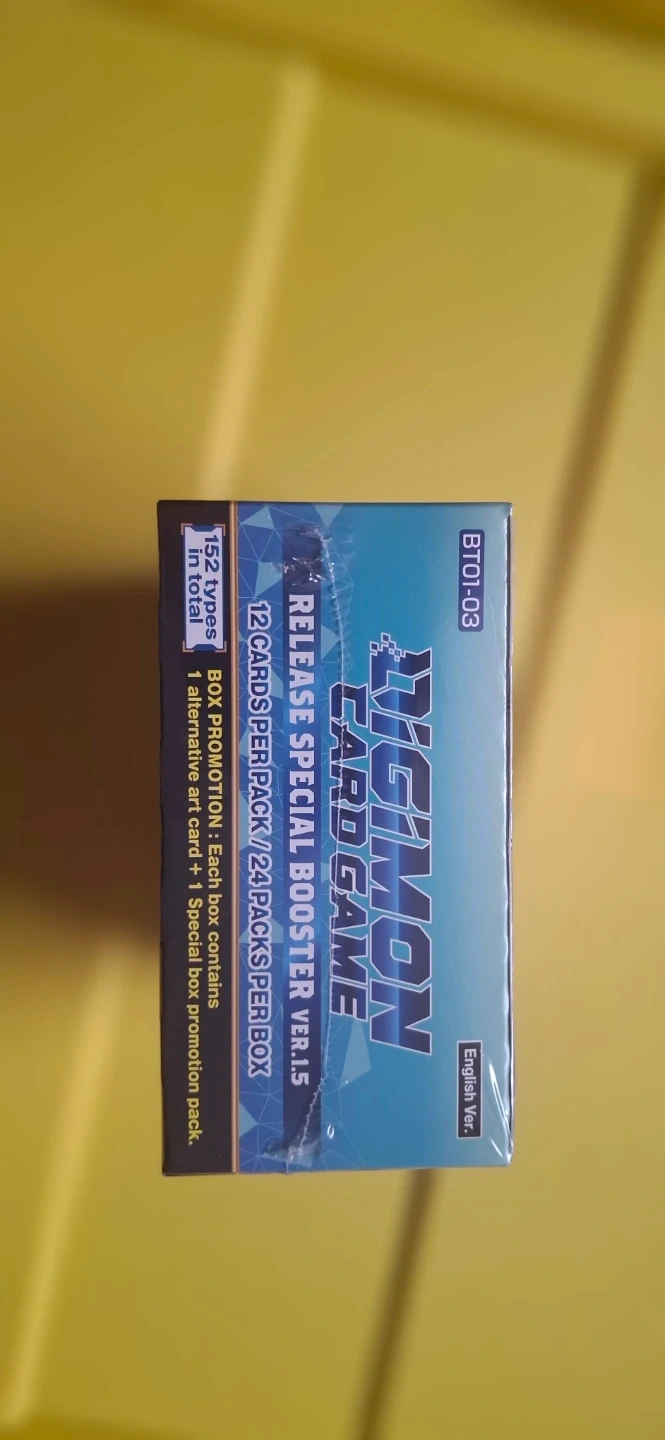 BT01-03
English Ver.
DIGIMON
CARD GAME
RELEASE SPECIAL BOOSTER VER.1.5
12 CARDS PER PACK // 24 PACKS PER BOX
152 types
in total
BOX PROMOTION : Each box contains
1 alternative art card + 1 Special box promotion pack.